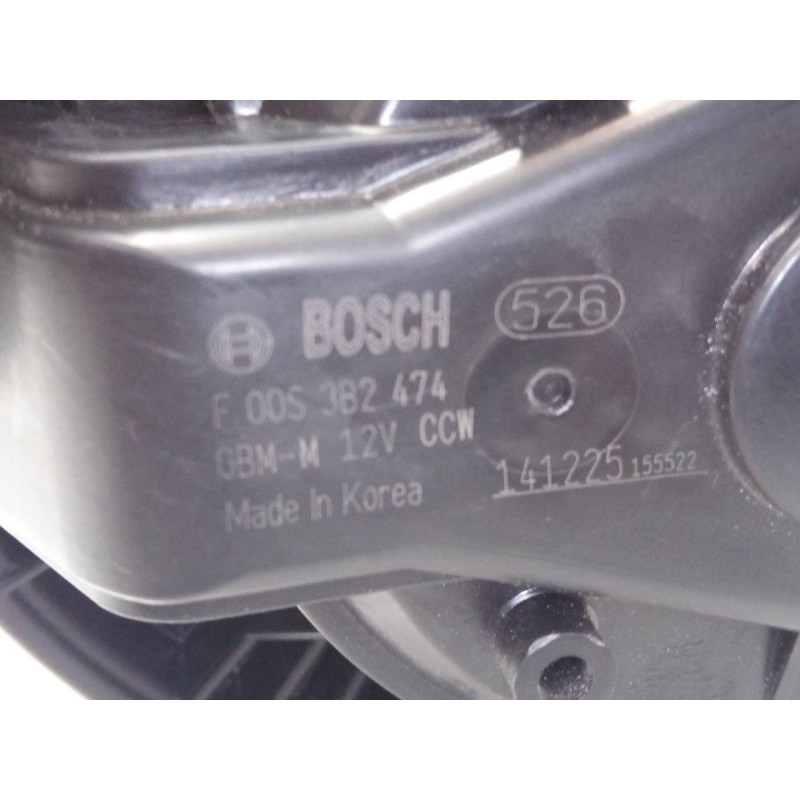 BOSCH 526
F 00S 3B2 474
GBM-M 12V CCW
Made In Korea 141225 155522